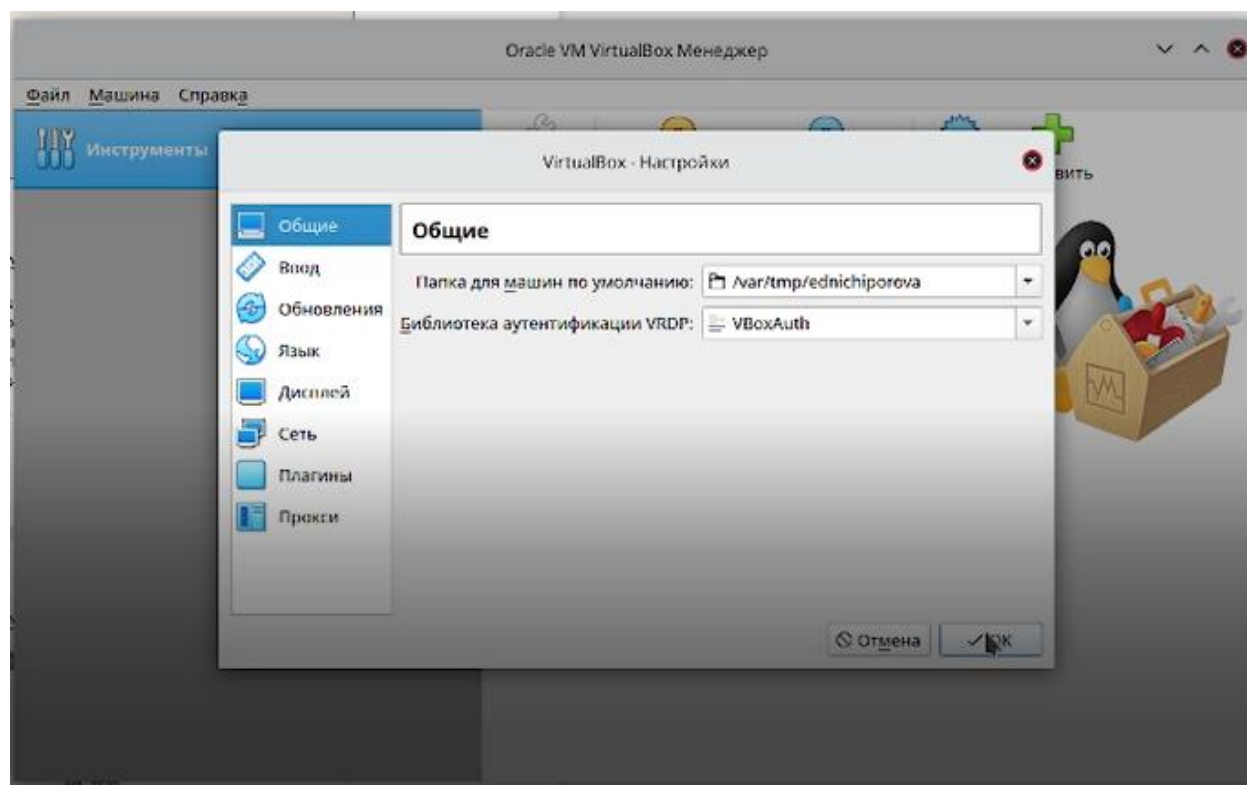 Oracle VM VirtualBox Менеджер
Файл Машина Справка
Инструменты
вить
VirtualBox - Настройки
Общие
Ввод
Обновления
Язык
Дисплей
Сеть
Плагины
Прокси
Общие
Папка для машин по умолчанию: /var/tmp/ednichiporova
Библиотека аутентификации VRDP: VBoxAuth
Отмена
OK